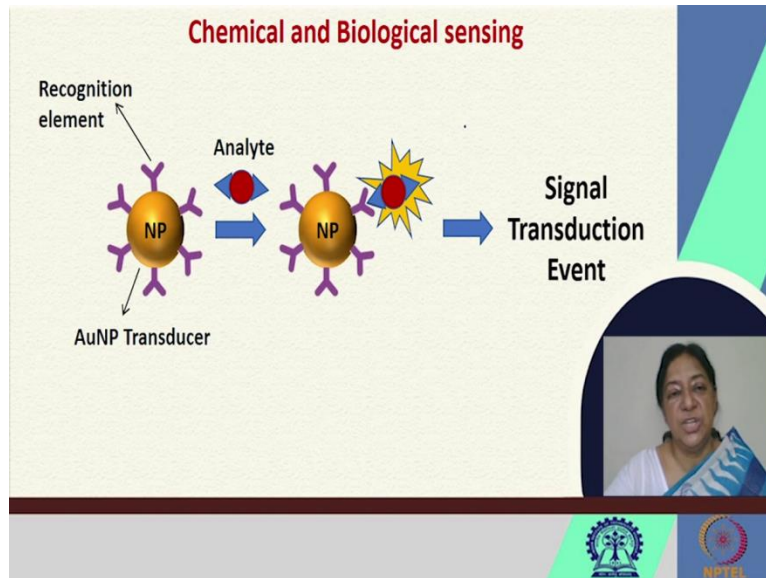 Chemical and Biological sensing
Recognition
element
Analyte
NP
NP
Signal
Transduction
Event
AuNP Transducer
NPTEL